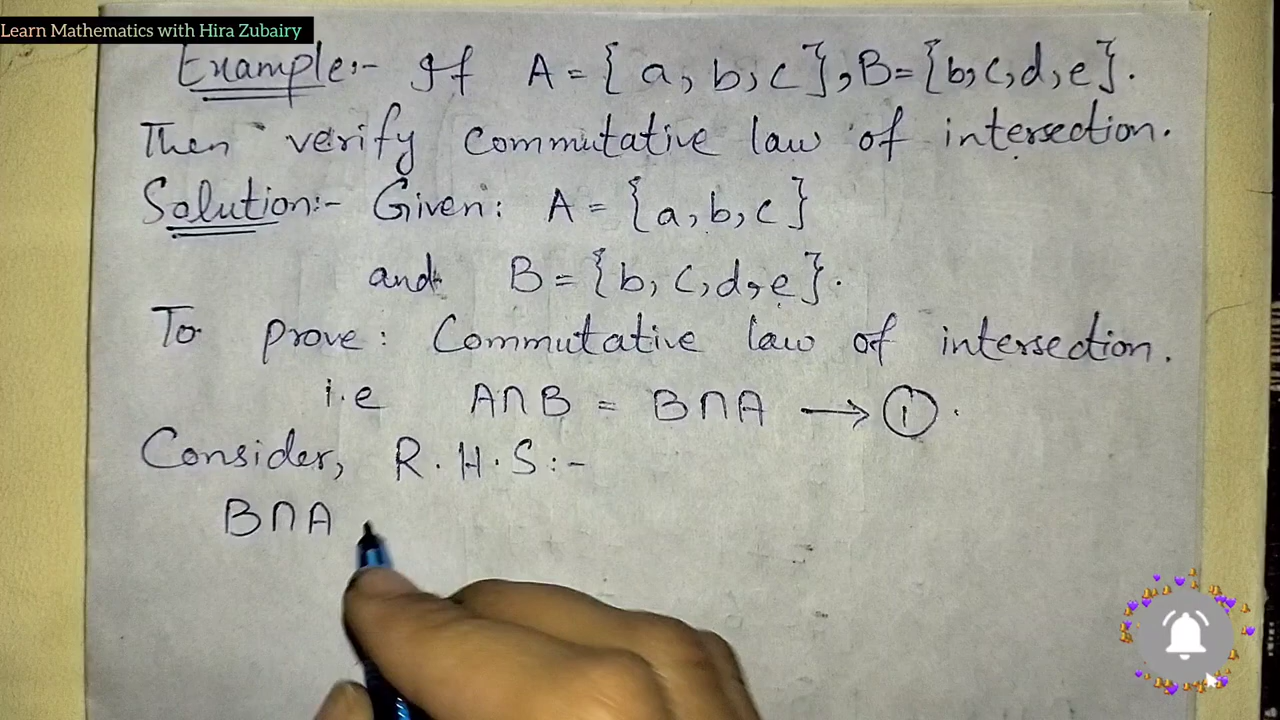 Learn Mathematics with Hira Zubairy
Example:- If A = { a, b, c }, B = {b, c, d, e}.
Then verify commutative law of intersection.
Solution:- Given: A = {a, b, c}
and B = {b, c, d, e}.
To prove: Commutative law of intersection.
i.e A∩B = B∩A → ①.
Consider, R.H.S:-
B∩A